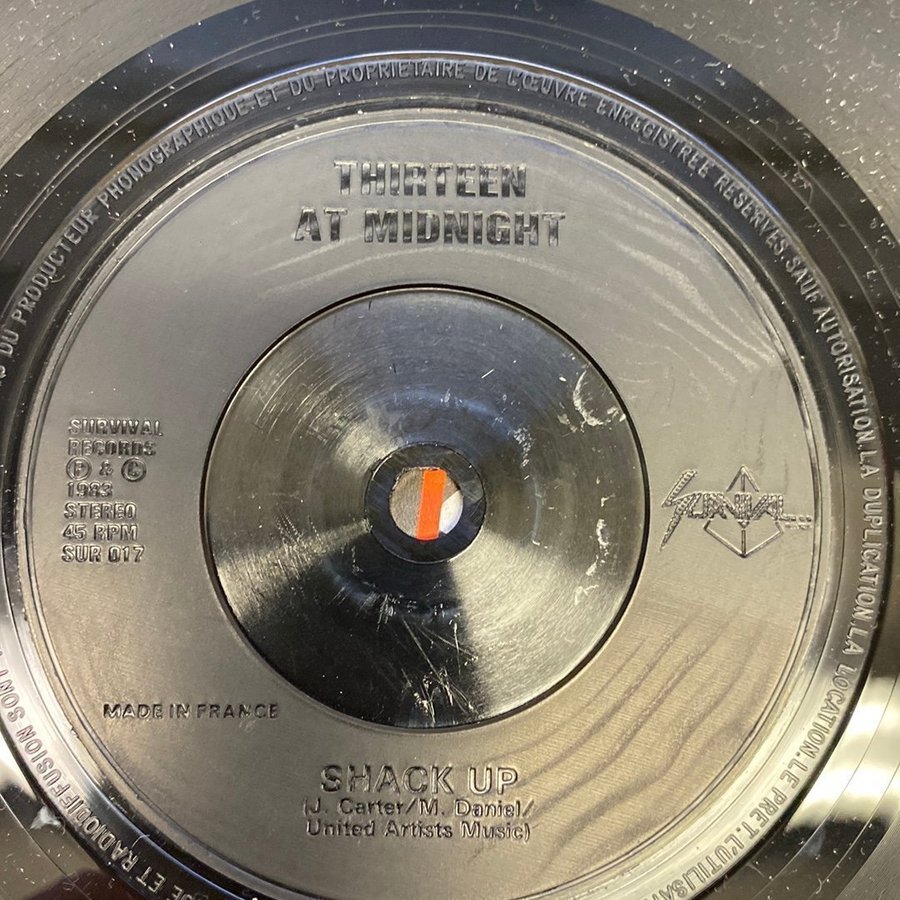 DU PRODUCTEUR PHONOGRAPHIQUE ET DU PROPRIETAIRE DE L'ŒUVRE ENREGISTREE RESERVES. SAUF AUTORISATION, LA DUPLICATION, LA LOCATION, LE PRET, L'UTILISA
ET RADIODIFFUSION SONT
THIRTEEN
AT MIDNIGHT
SURVIVAL
RECORDS
Ⓟ & ©
1983
STEREO
45 RPM
SUR 017
SURVIVAL
MADE IN FRANCE
SHACK UP
(J. Carter/M. Daniel/
United Artists Music)